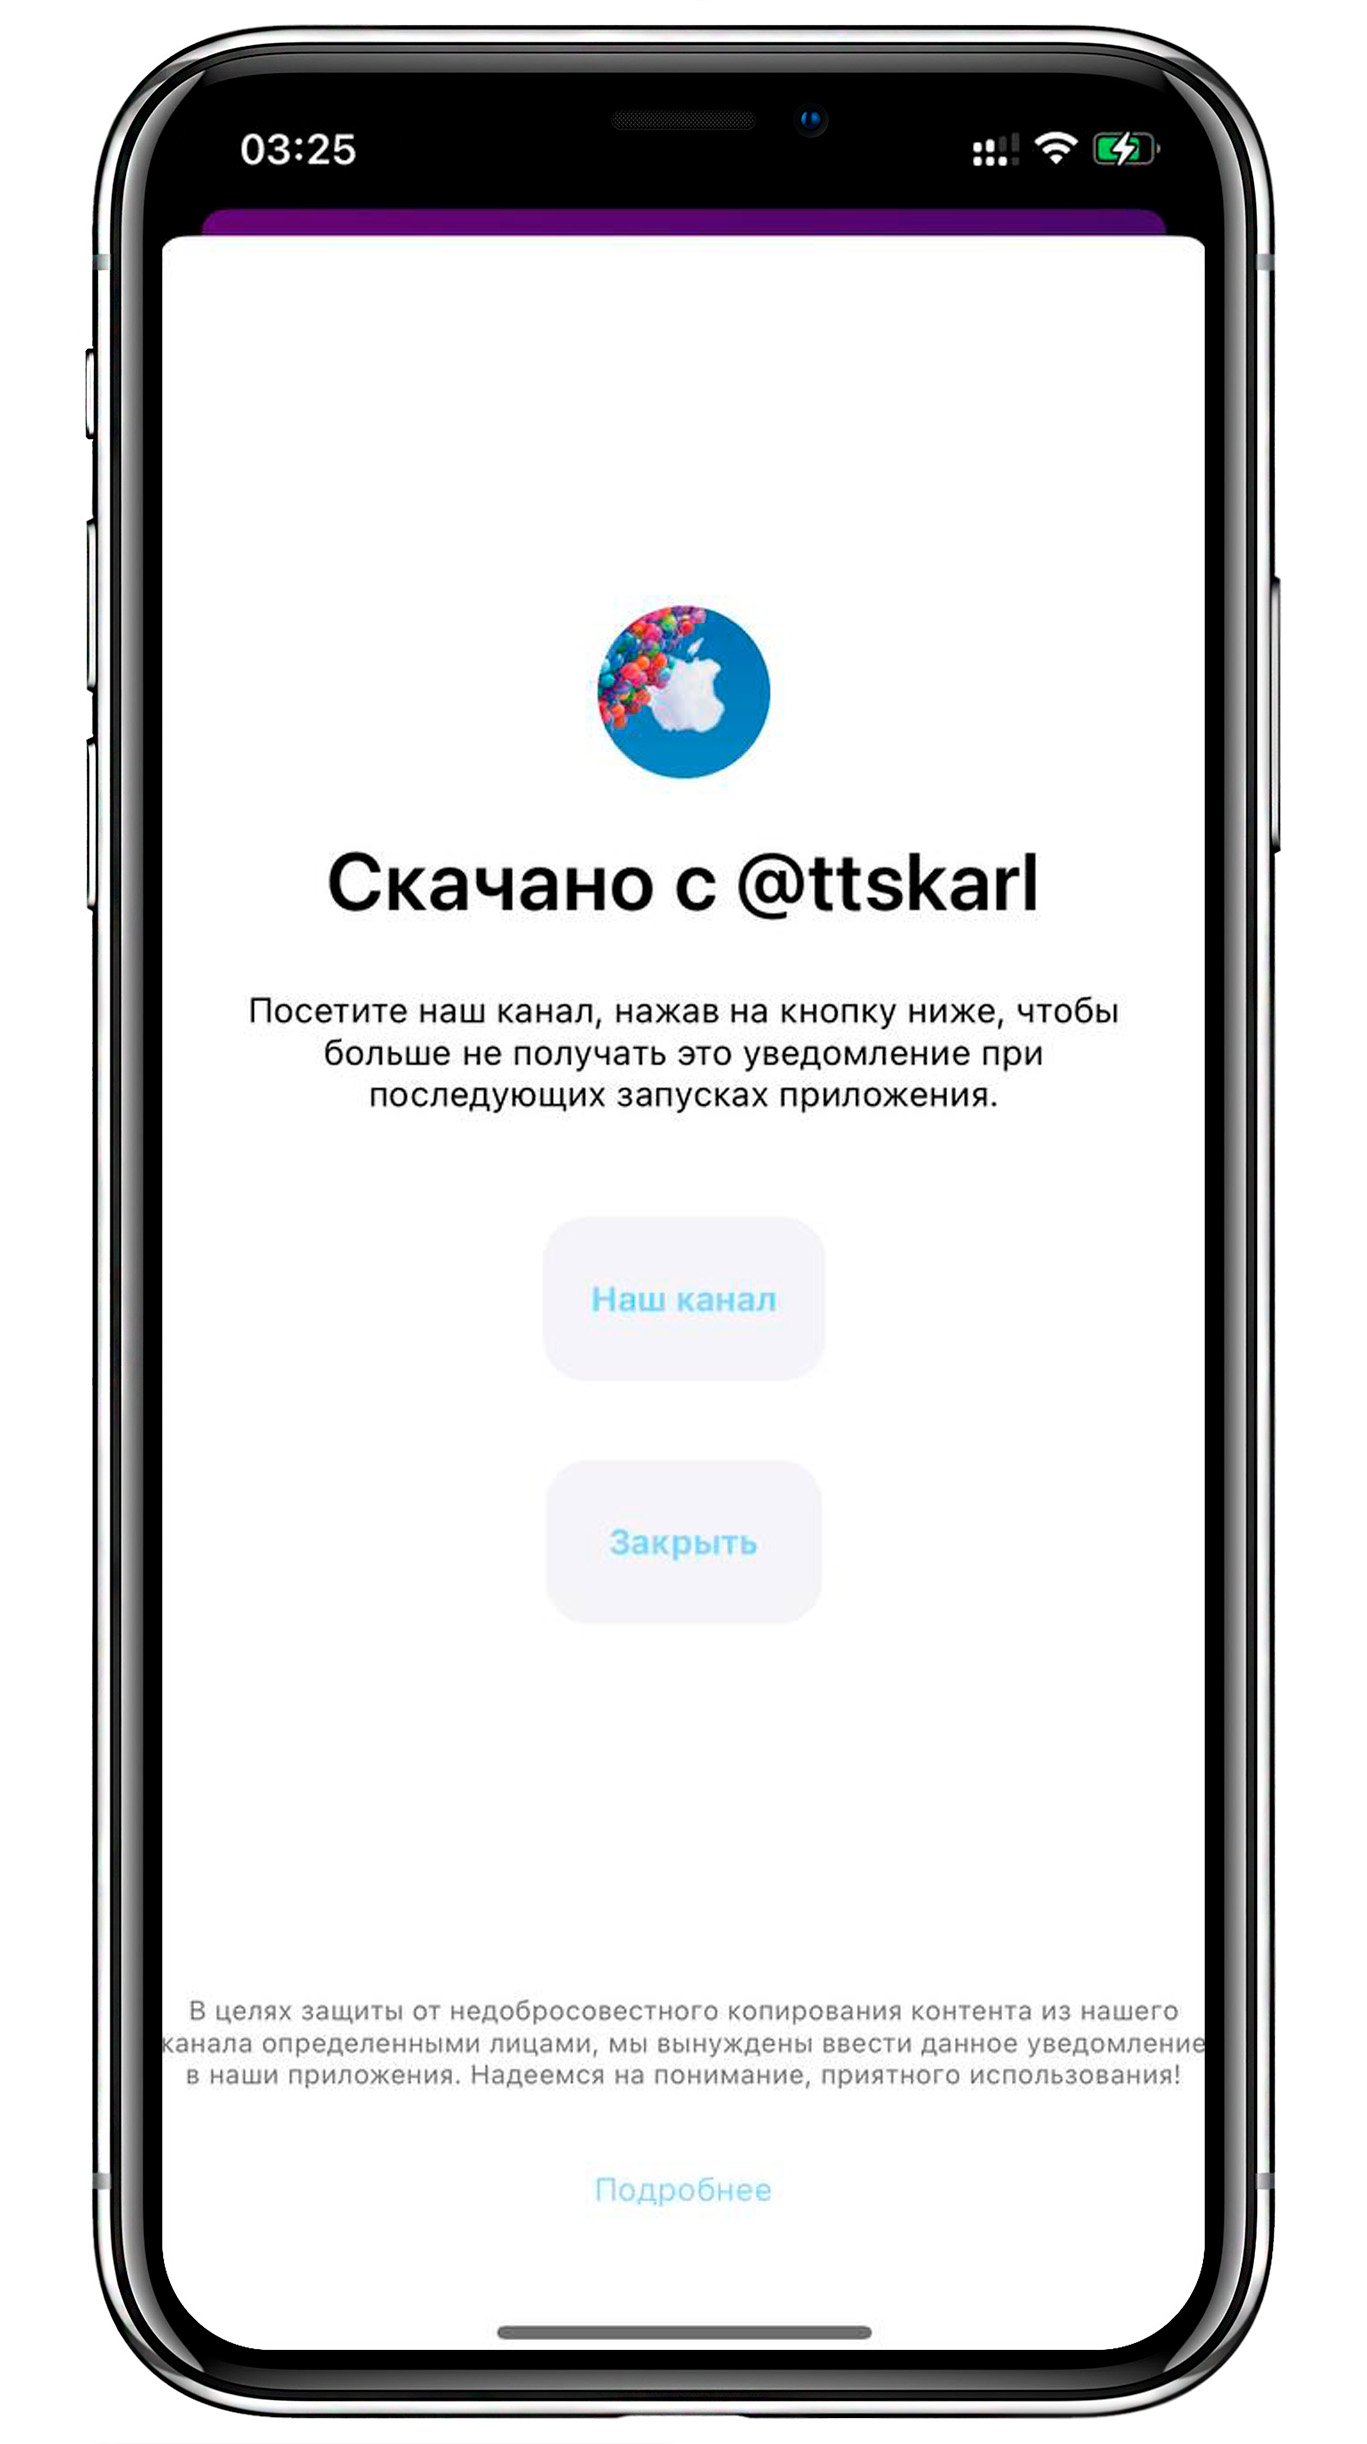 03:25
Скачано с @ttskarl
Посетите наш канал, нажав на кнопку ниже, чтобы
больше не получать это уведомление при
последующих запусках приложения.
Наш канал
Закрыть
В целях защиты от недобросовестного копирования контента из нашего
канала определенными лицами, мы вынуждены ввести данное уведомление
в наши приложения. Надеемся на понимание, приятного использования!
Подробнее